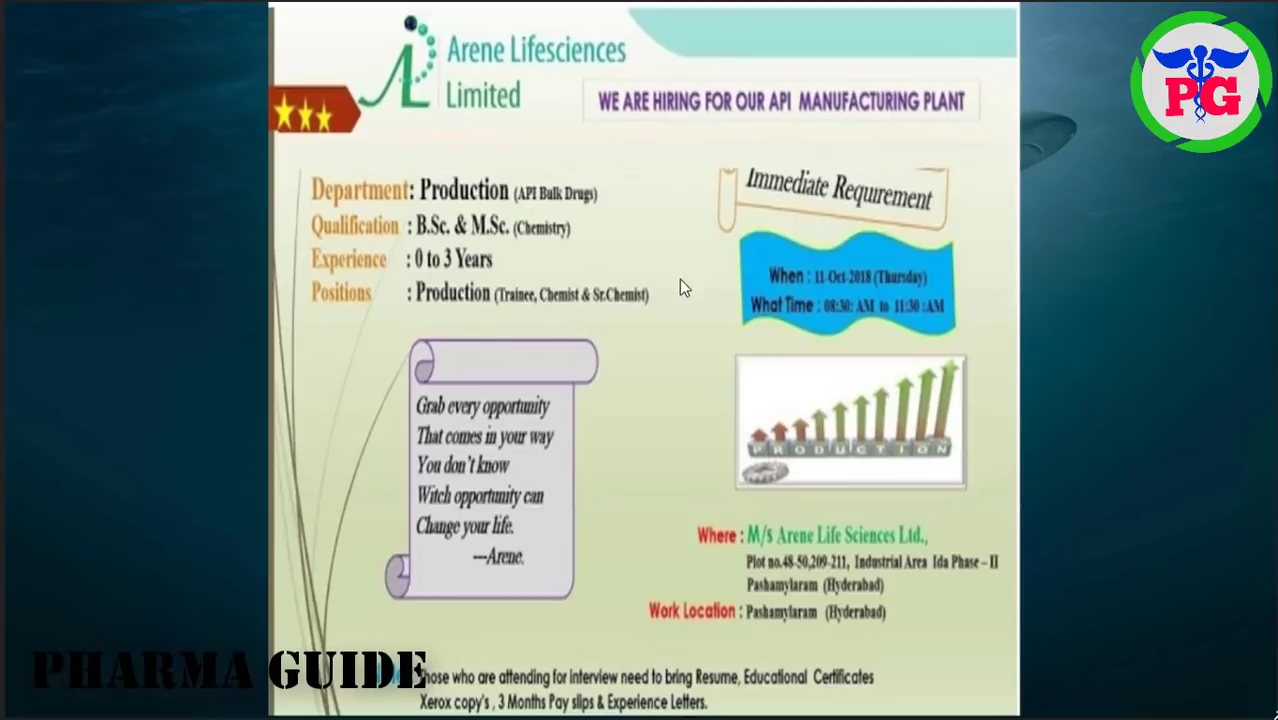 Arene Lifesciences
Limited
WE ARE HIRING FOR OUR API MANUFACTURING PLANT
PG
Department: Production (API Bulk Drugs)
Qualification : B.Sc. & M.Sc. (Chemistry)
Experience : 0 to 3 Years
Positions : Production (Trainee, Chemist & Sr.Chemist)
Immediate Requirement
When : 11-Oct-2018 (Thursday)
What Time : 08:30: AM to 11:30 :AM
Grab every opportunity
That comes in your way
You don't know
Witch opportunity can
Change your life.
---Arene.
PRODUCTION
Where : M/s Arene Life Sciences Ltd.,
Plot no.48-50,209-211, Industrial Area Ida Phase – II
Pashamylaram (Hyderabad)
Work Location : Pashamylaram (Hyderabad)
PHARMA GUIDE
hose who are attending for interview need to bring Resume, Educational Certificates
Xerox copy's , 3 Months Pay slips & Experience Letters.